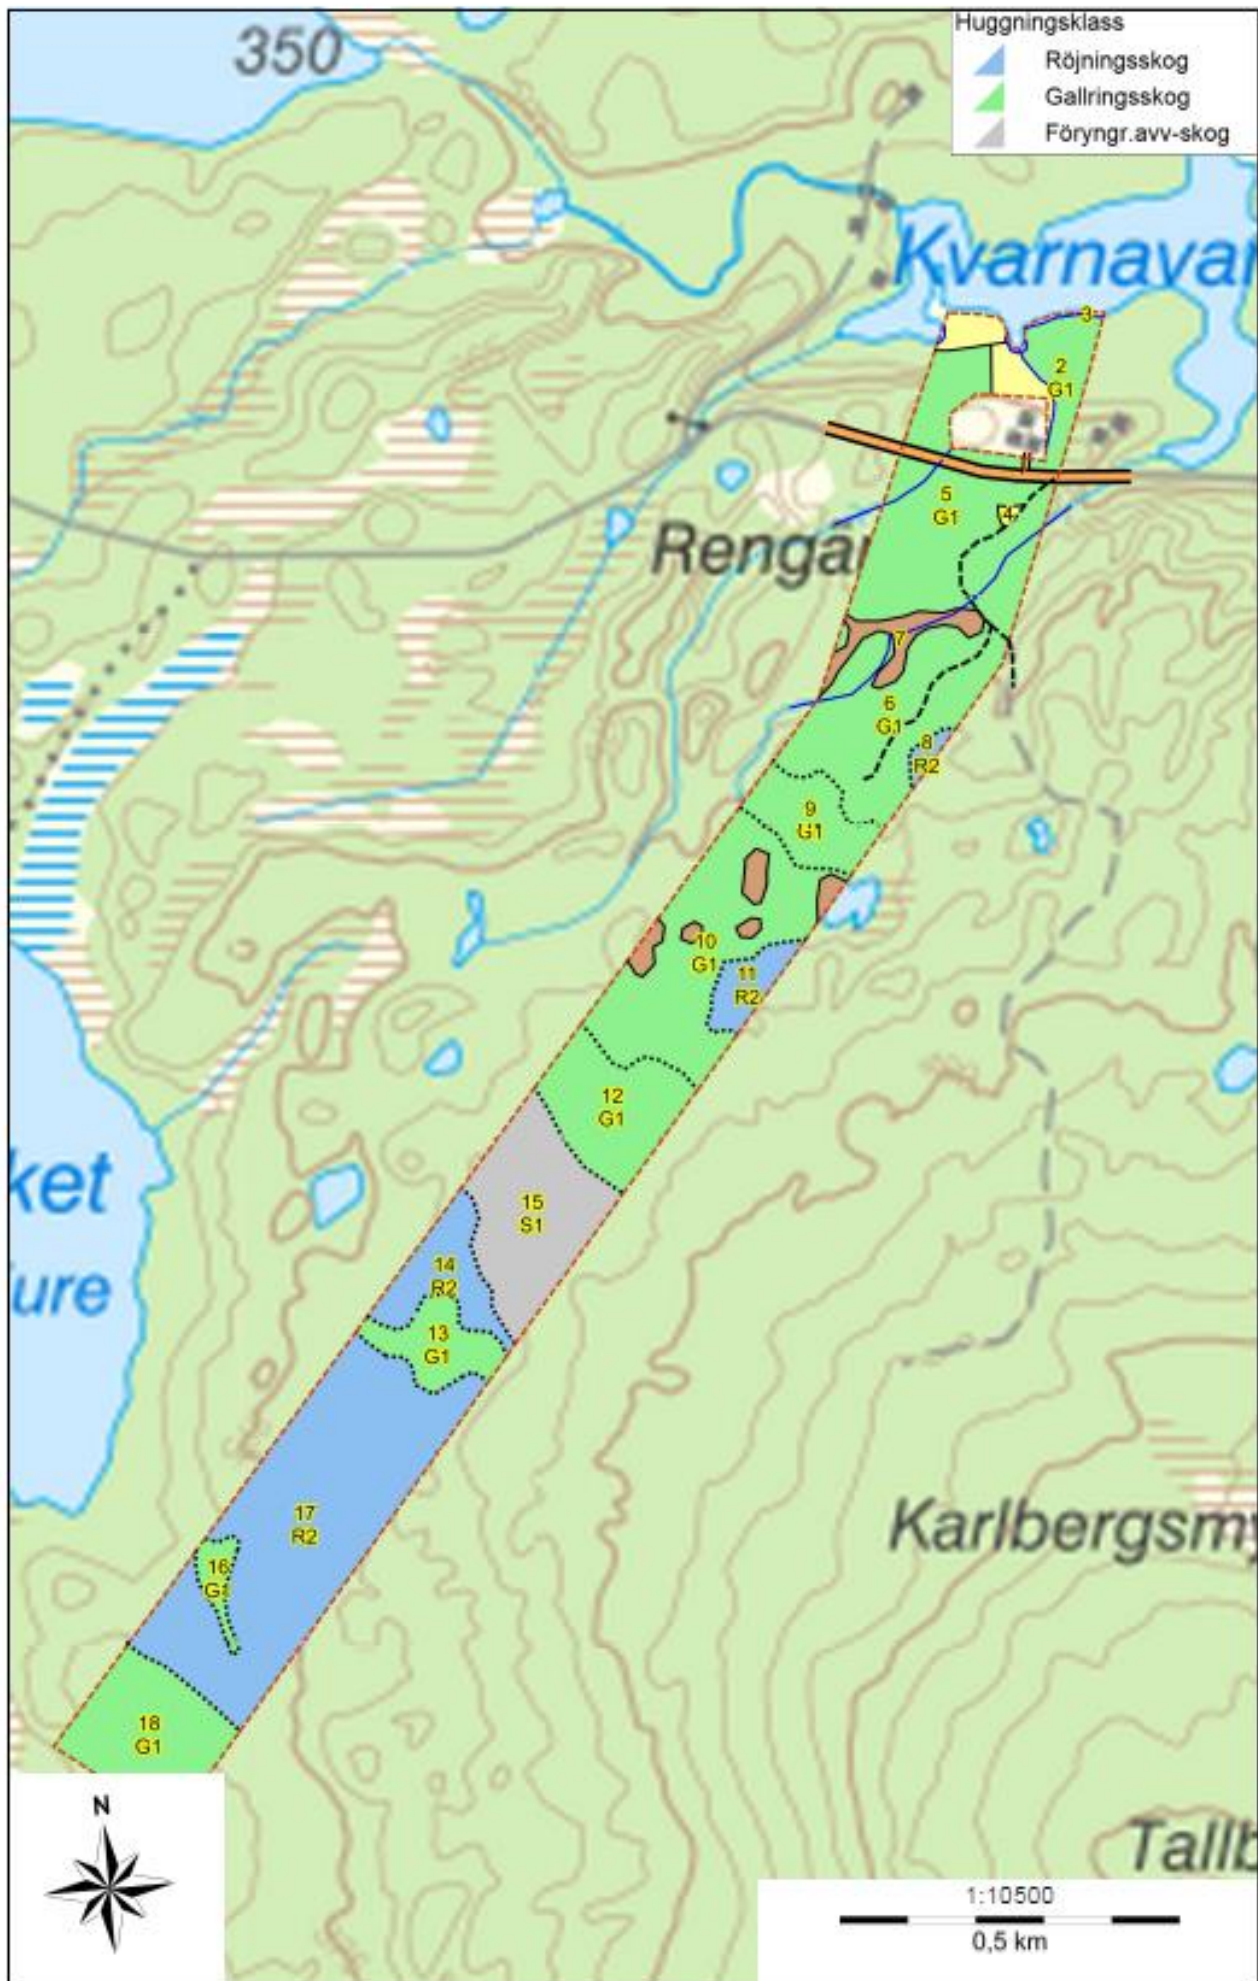 Huggningsklass
Röjningsskog
Gallringsskog
Föryngr.avv-skog
350
Kvarnavar
3
2
G1
5
G1
4
Rengår
7
6
G1
8
R2
9
G1
10
G1
11
R2
12
G1
15
S1
14
R2
13
G1
ket
ure
17
R2
16
G1
Karlbergsmy
18
G1
N
Tallb
1:10500
0,5 km